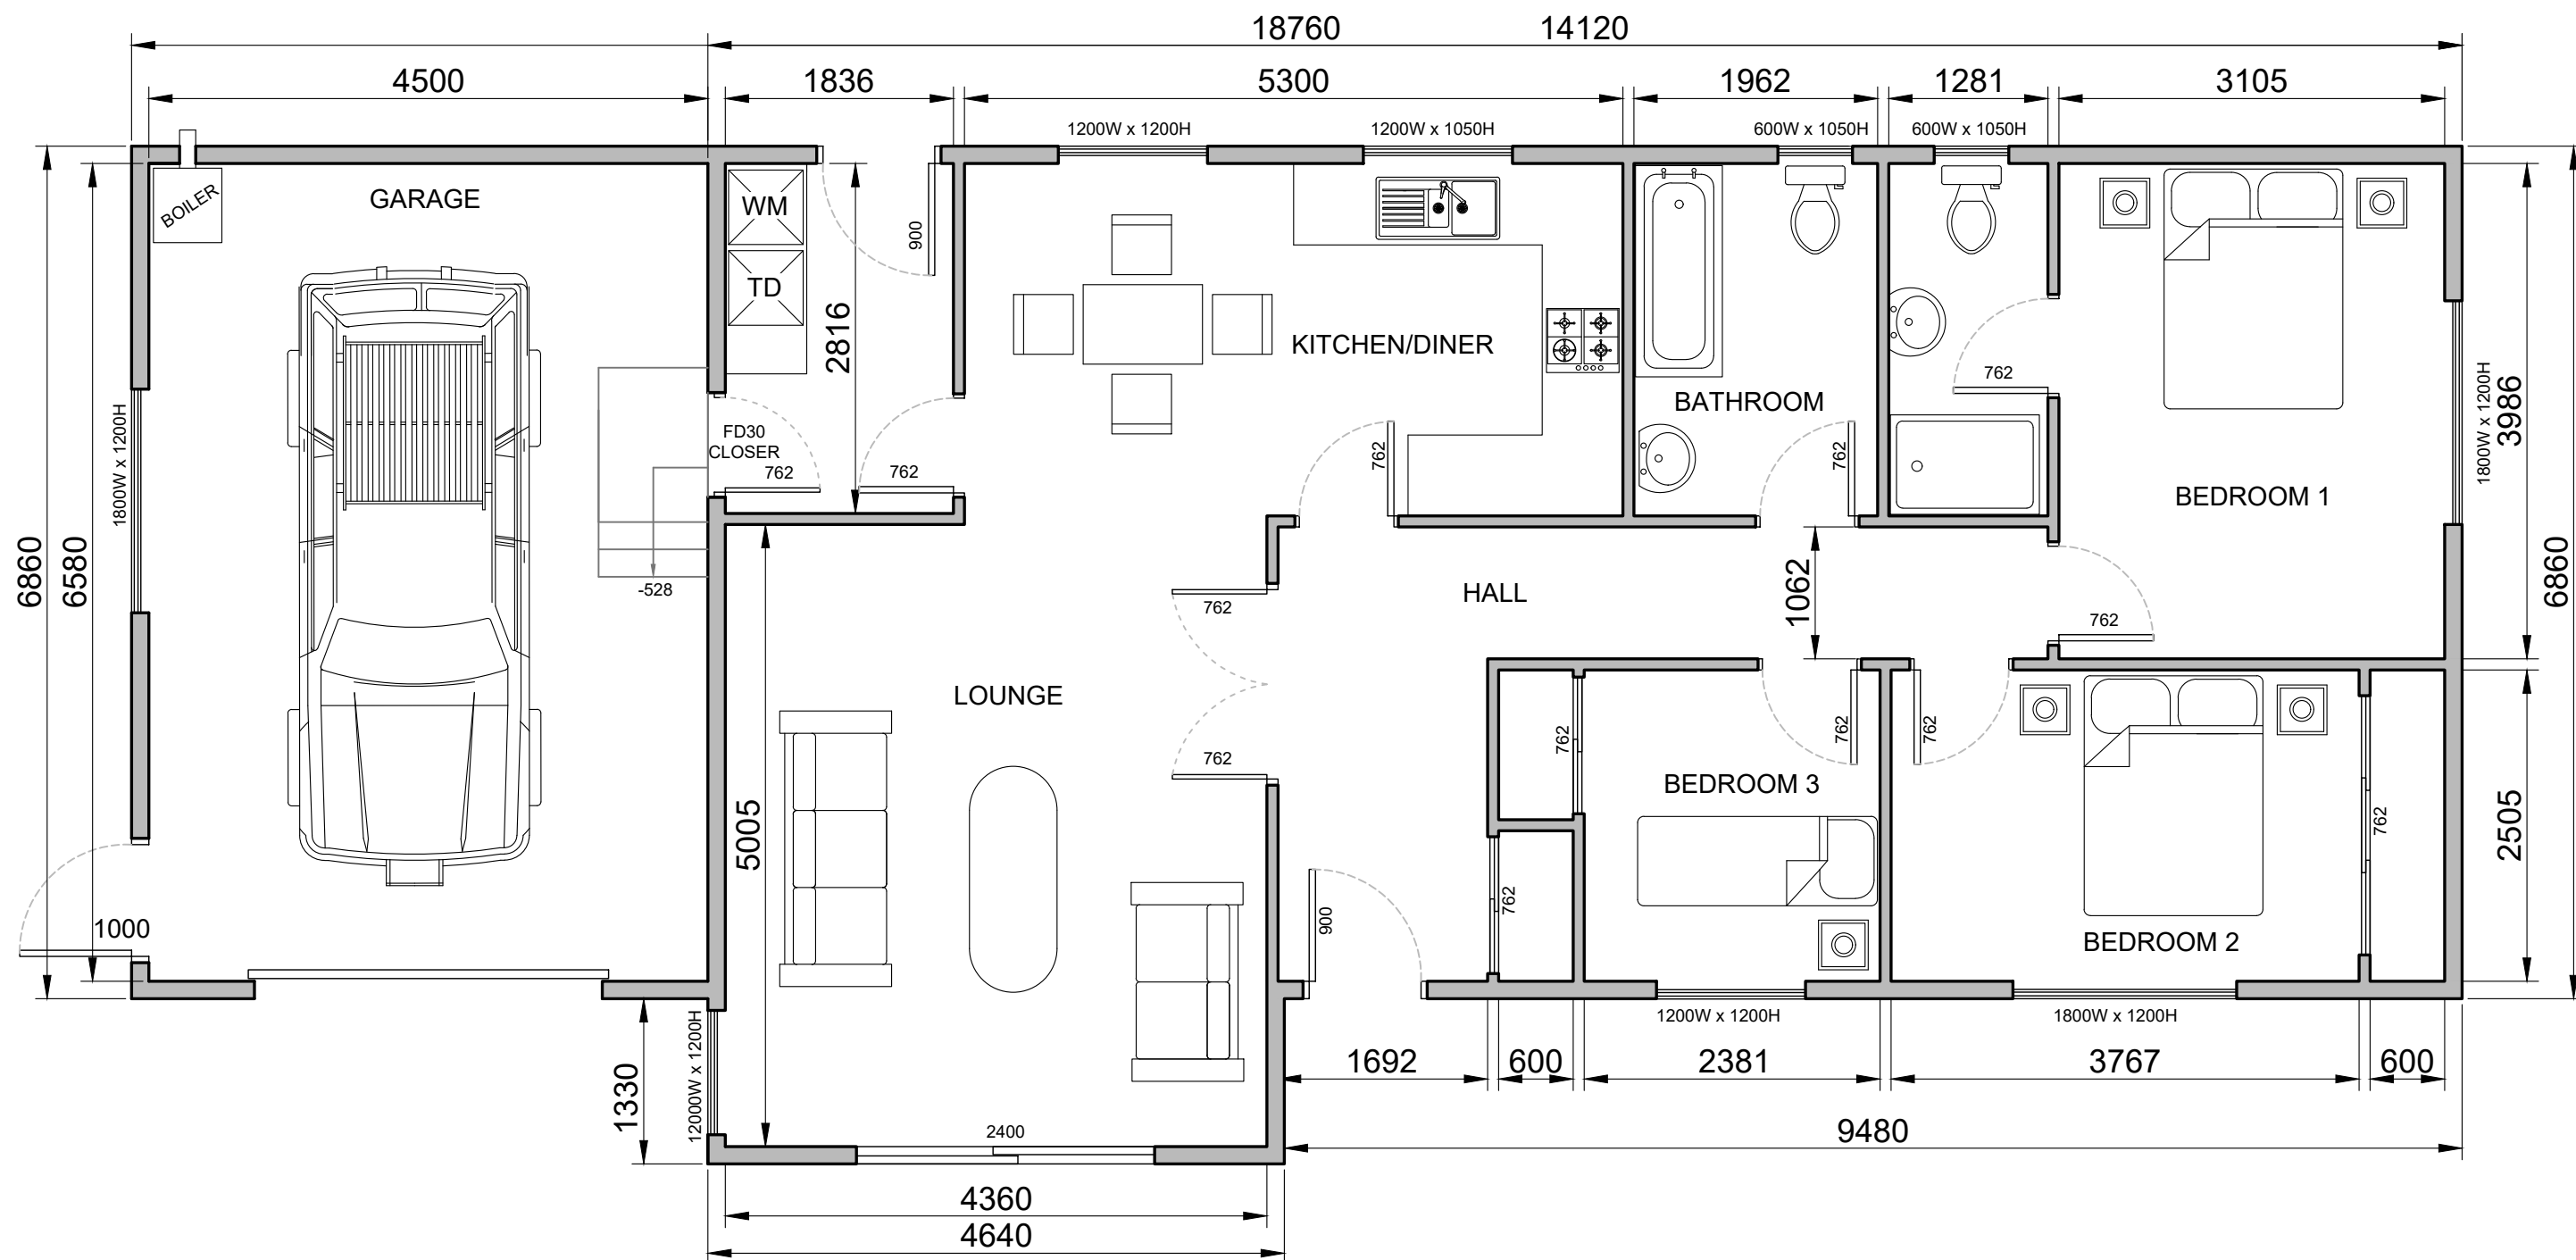 18760
14120
4500
1836
5300
1962
1281
3105
1200W x 1200H
1200W x 1050H
600W x 1050H
600W x 1050H
BOILER
GARAGE
WM
TD
900
2816
KITCHEN/DINER
762
BATHROOM
762
762
BEDROOM 1
3986
1800W x 1200H
6860
1800W x 1200H
6860
6580
FD30
CLOSER
762
762
762
-528
762
HALL
1062
762
LOUNGE
762
5005
762
762
762
BEDROOM 3
762
BEDROOM 2
762
2505
1000
900
1330
12000W x 1200H
2400
1200W x 1200H
1800W x 1200H
1692
600
2381
3767
600
9480
4360
4640